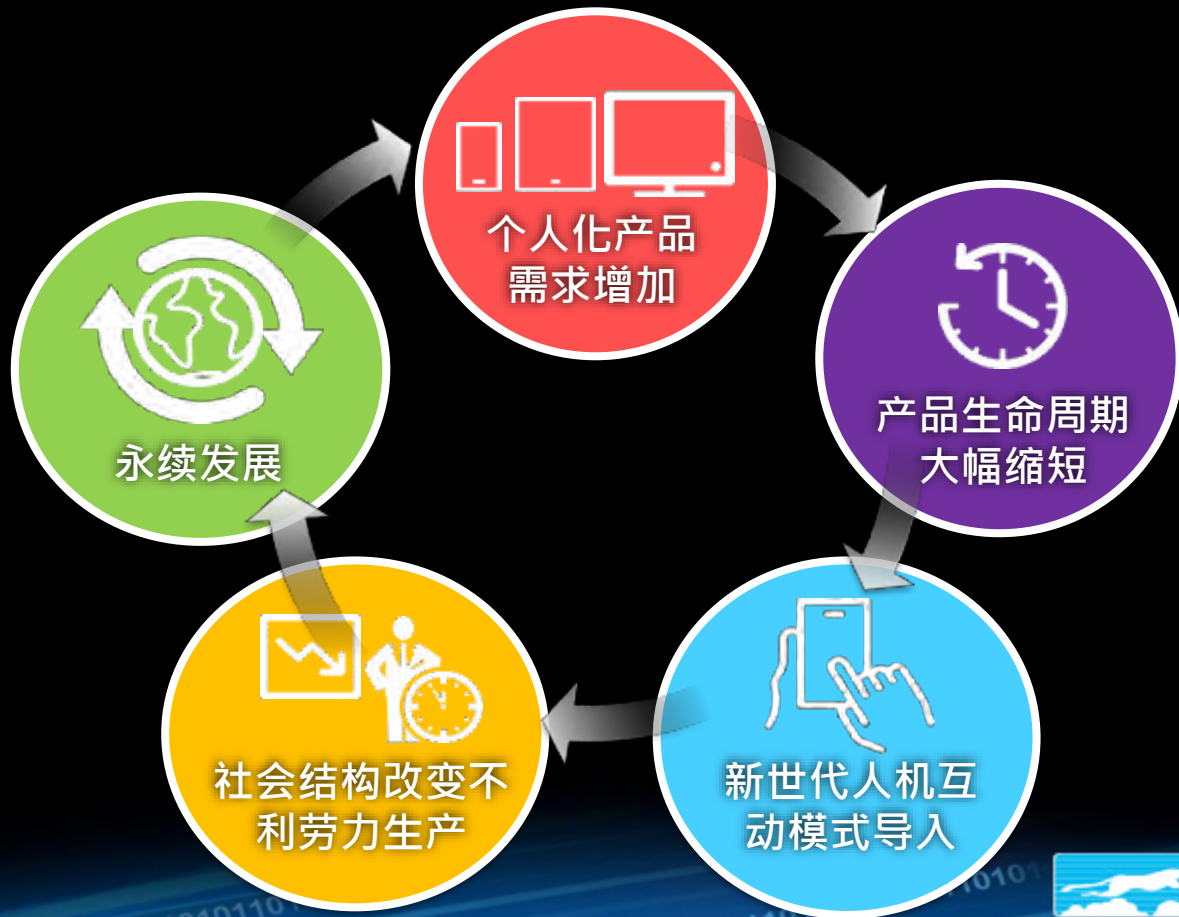 个人化产品
需求增加
产品生命周期
大幅缩短
永续发展
新世代人机互
动模式导入
社会结构改变不
利劳力生产